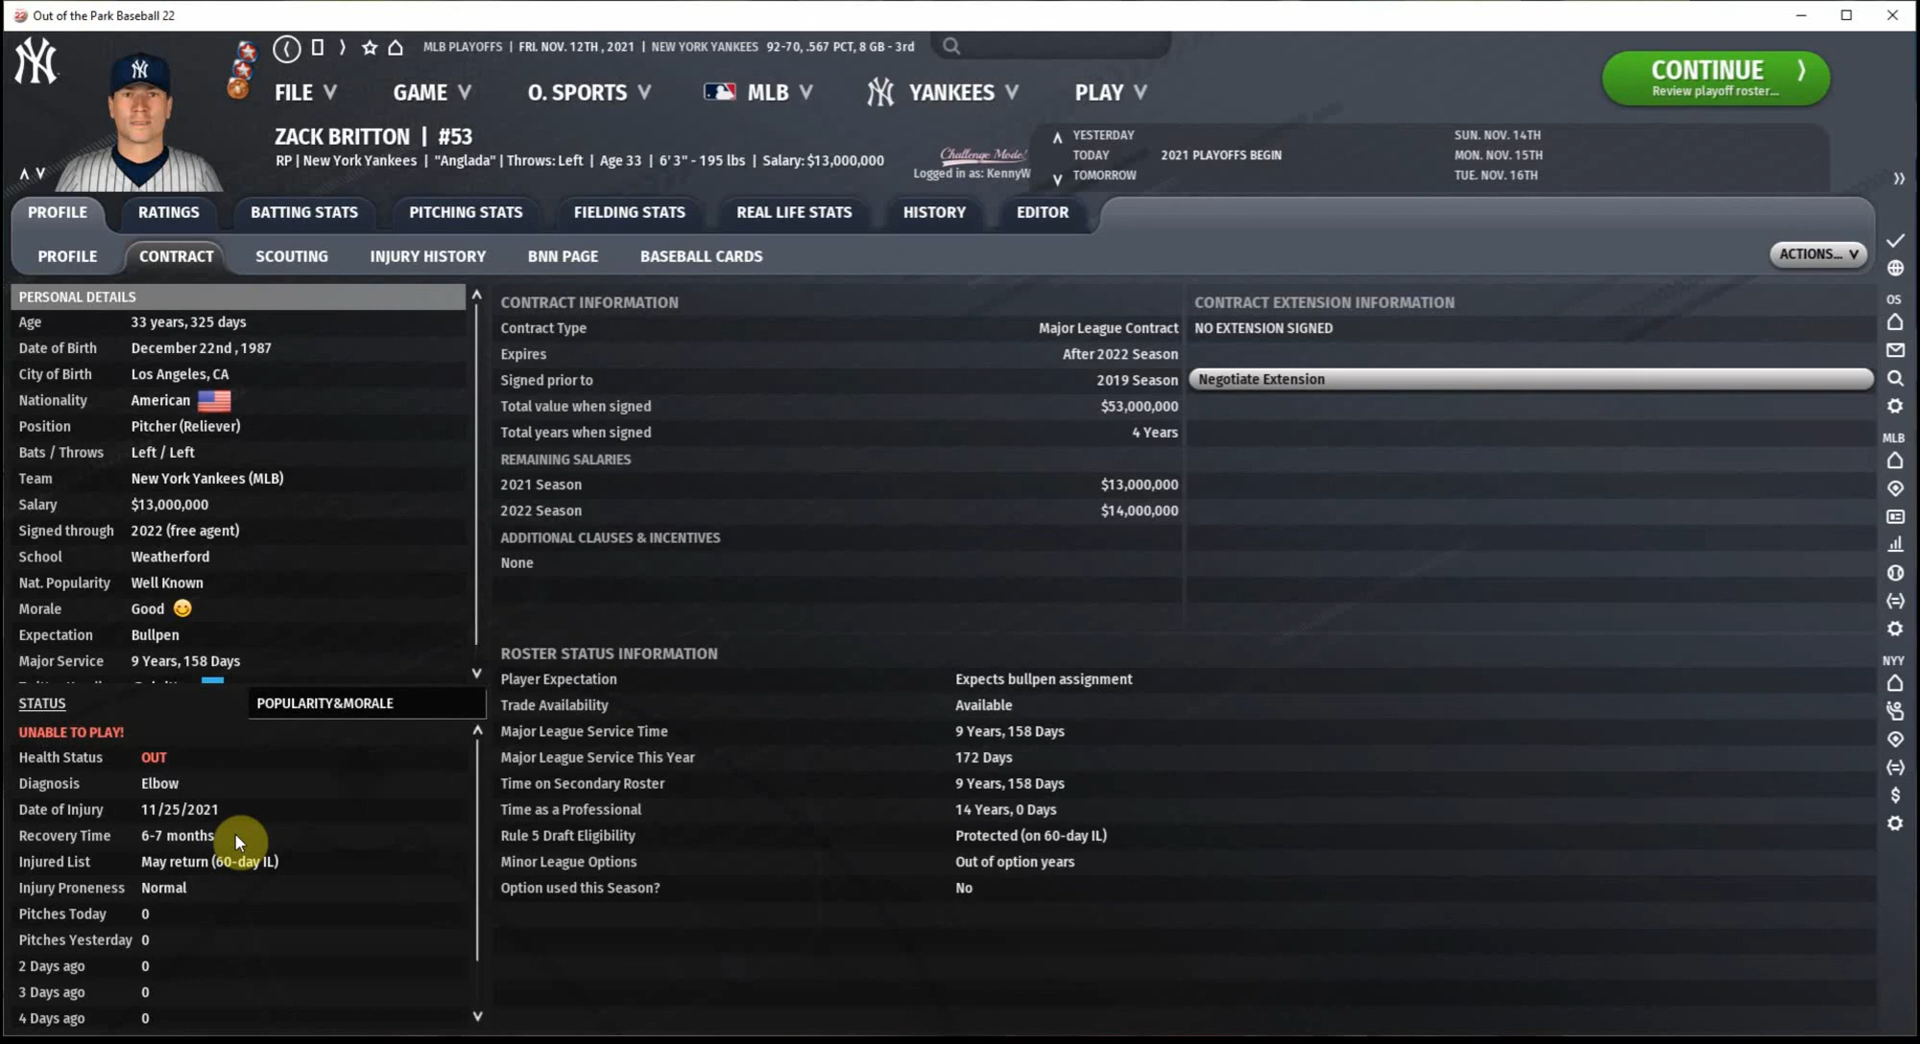 Out of the Park Baseball 22
MLB PLAYOFFS | FRI. NOV. 12TH , 2021 | NEW YORK YANKEES 92-70, .567 PCT, 8 GB - 3rd
FILE GAME O. SPORTS MLB YANKEES PLAY
CONTINUE
Review playoff roster...
ZACK BRITTON | #53
RP | New York Yankees | "Anglada" | Throws: Left | Age 33 | 6' 3" - 195 lbs | Salary: $13,000,000
Challenge Mode!
Logged in as: KennyW
YESTERDAY
TODAY 2021 PLAYOFFS BEGIN
TOMORROW
SUN. NOV. 14TH
MON. NOV. 15TH
TUE. NOV. 16TH
PROFILE RATINGS BATTING STATS PITCHING STATS FIELDING STATS REAL LIFE STATS HISTORY EDITOR
PROFILE CONTRACT SCOUTING INJURY HISTORY BNN PAGE BASEBALL CARDS
ACTIONS...
PERSONAL DETAILS
Age 33 years, 325 days
Date of Birth December 22nd , 1987
City of Birth Los Angeles, CA
Nationality American
Position Pitcher (Reliever)
Bats / Throws Left / Left
Team New York Yankees (MLB)
Salary $13,000,000
Signed through 2022 (free agent)
School Weatherford
Nat. Popularity Well Known
Morale Good
Expectation Bullpen
Major Service 9 Years, 158 Days
STATUS POPULARITY&MORALE
UNABLE TO PLAY!
Health Status OUT
Diagnosis Elbow
Date of Injury 11/25/2021
Recovery Time 6-7 months
Injured List May return (60-day IL)
Injury Proneness Normal
Pitches Today 0
Pitches Yesterday 0
2 Days ago 0
3 Days ago 0
4 Days ago 0
CONTRACT INFORMATION
Contract Type Major League Contract
Expires After 2022 Season
Signed prior to 2019 Season
Total value when signed $53,000,000
Total years when signed 4 Years
REMAINING SALARIES
2021 Season $13,000,000
2022 Season $14,000,000
ADDITIONAL CLAUSES & INCENTIVES
None
CONTRACT EXTENSION INFORMATION
NO EXTENSION SIGNED
Negotiate Extension
ROSTER STATUS INFORMATION
Player Expectation Expects bullpen assignment
Trade Availability Available
Major League Service Time 9 Years, 158 Days
Major League Service This Year 172 Days
Time on Secondary Roster 9 Years, 158 Days
Time as a Professional 14 Years, 0 Days
Rule 5 Draft Eligibility Protected (on 60-day IL)
Minor League Options Out of option years
Option used this Season? No
OS
MLB
NYY